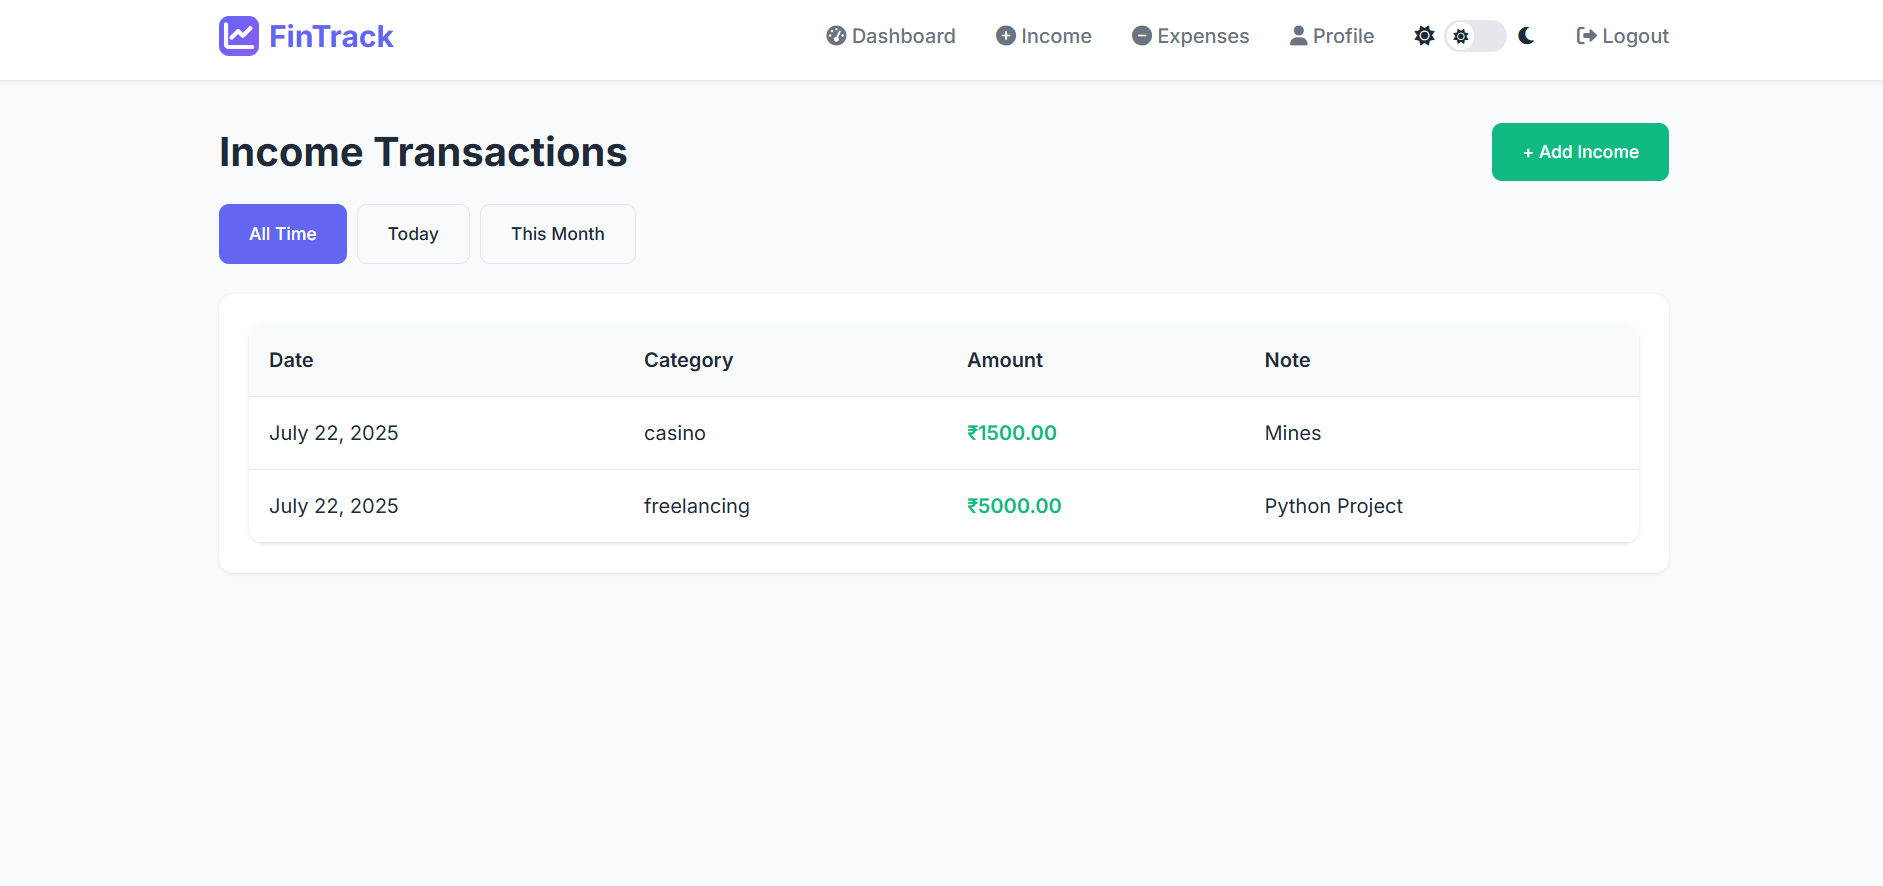 FinTrack Dashboard Income Expenses Profile Logout
Income Transactions + Add Income
All Time Today This Month
Date Category Amount Note
July 22, 2025 casino ₹1500.00 Mines
July 22, 2025 freelancing ₹5000.00 Python Project